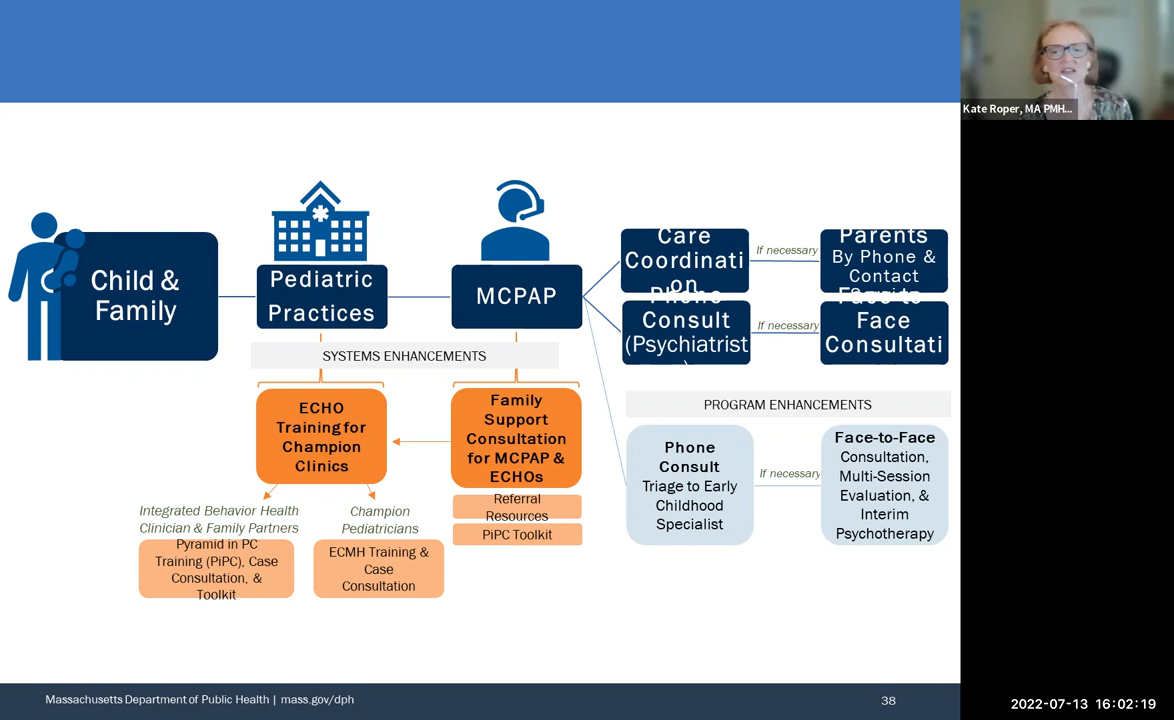 Kate Roper, MA PMH...
Child &
Family
Pediatric
Practices
MCPAP
Care
Coordinati
on
If necessary
Parents
By Phone &
Contact
Phone
Consult
(Psychiatrist
)
If necessary
Face-to-
Face
Consultati
SYSTEMS ENHANCEMENTS
ECHO
Training for
Champion
Clinics
Family
Support
Consultation
for MCPAP &
ECHOs
Referral
Resources
PiPC Toolkit
Integrated Behavior Health
Clinician & Family Partners
Pyramid in PC
Training (PiPC), Case
Consultation, &
Toolkit
Champion
Pediatricians
ECMH Training &
Case
Consultation
PROGRAM ENHANCEMENTS
Phone
Consult
Triage to Early
Childhood
Specialist
If necessary
Face-to-Face
Consultation,
Multi-Session
Evaluation, &
Interim
Psychotherapy
Massachusetts Department of Public Health | mass.gov/dph
38
2022-07-13 16:02:19